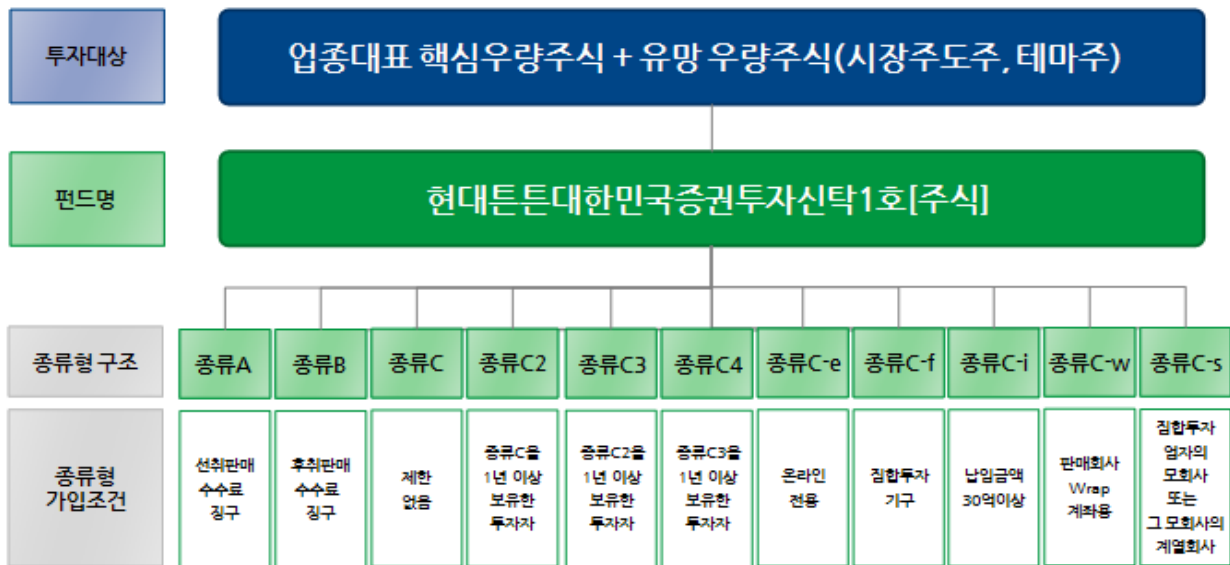 투자대상
업종대표 핵심우량주식 + 유망 우량주식(시장주도주, 테마주)
펀드명
현대튼튼대한민국증권투자신탁1호[주식]
종류형 구조
종류A
종류B
종류C
종류C2
종류C3
종류C4
종류C-e
종류C-f
종류C-i
종류C-w
종류C-s
종류형
가입조건
선취판매
수수료
징구
후취판매
수수료
징구
제한
없음
종류C을
1년 이상
보유한
투자자
종류C2을
1년 이상
보유한
투자자
종류C3을
1년 이상
보유한
투자자
온라인
전용
집합투자
기구
납입금액
30억이상
판매회사
Wrap
계좌용
집합투자
업자의
모회사
또는
그 모회사의
계열회사